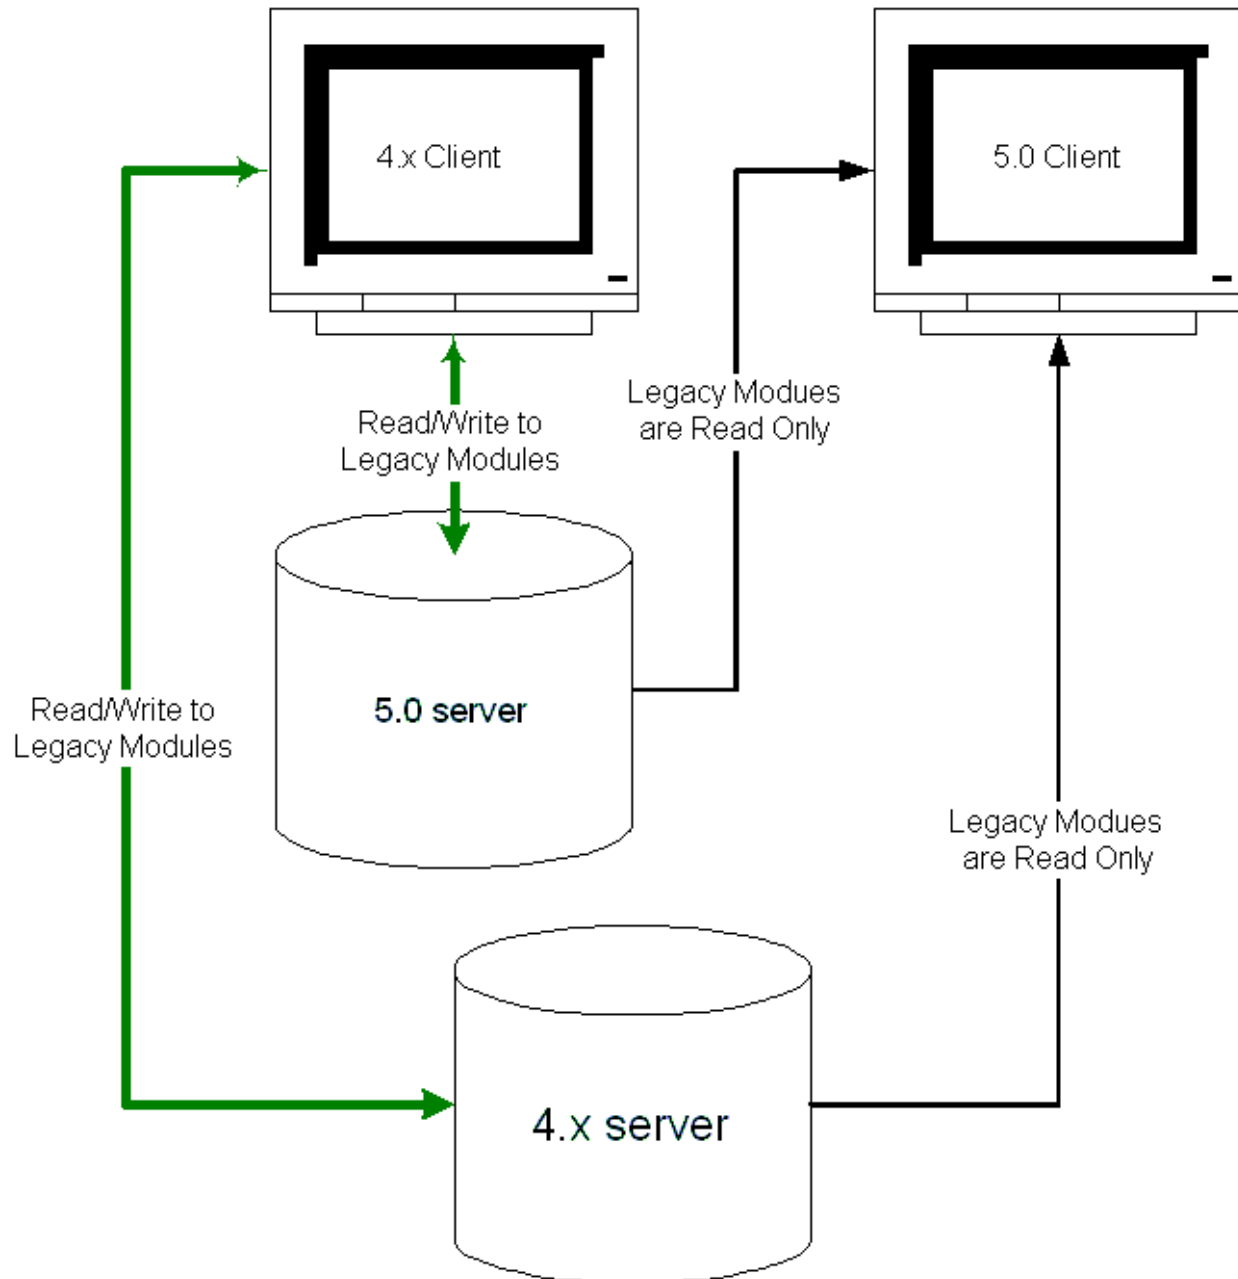 4.x Client
5.0 Client
Read/Write to
Legacy Modules
Legacy Modues
are Read Only
5.0 server
Read/Write to
Legacy Modules
Legacy Modues
are Read Only
4.x server